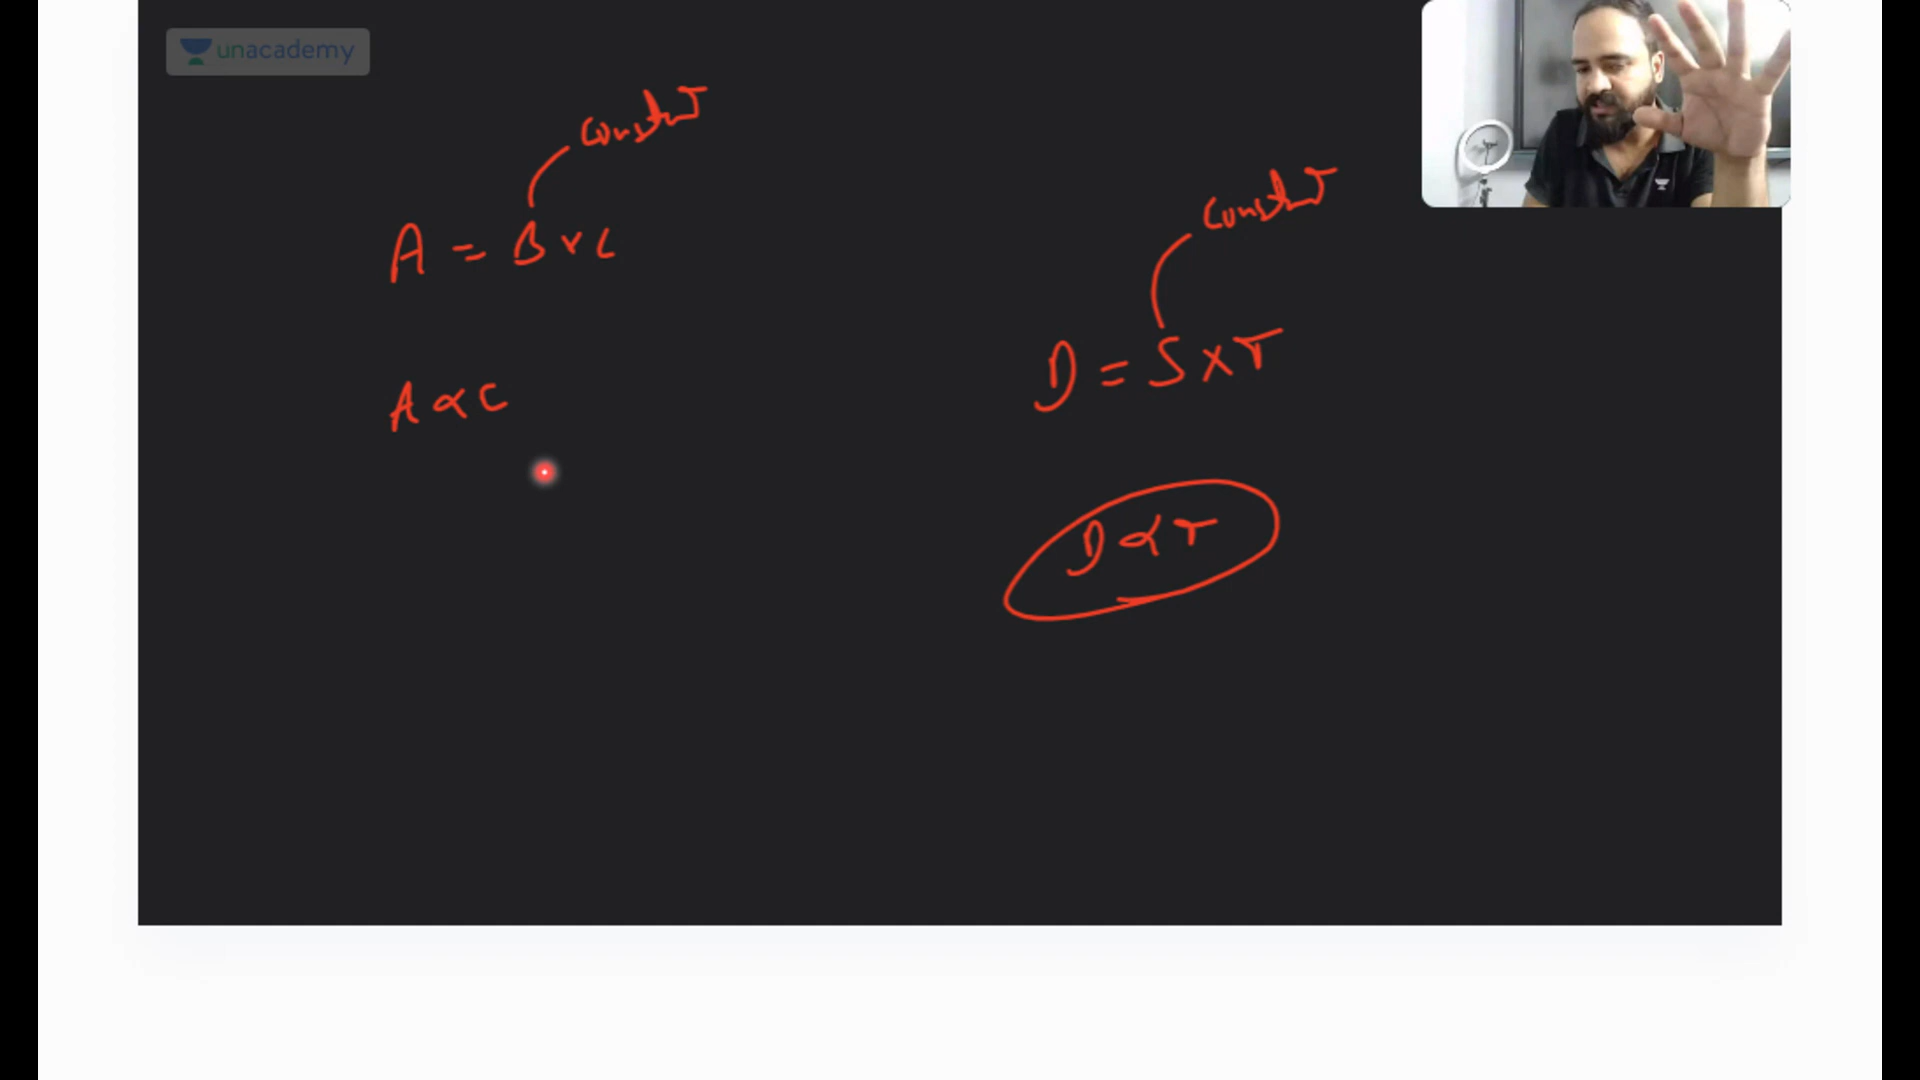 unacademy
constant
A = B × C
A ∝ C
constant
D = S × T
D ∝ T